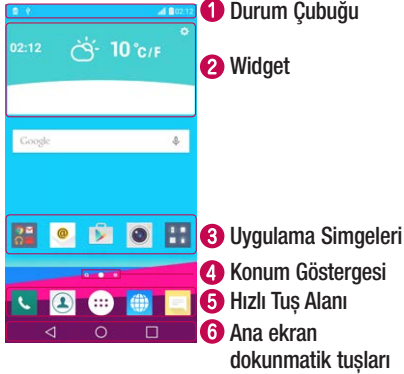 02:12
1 Durum Çubuğu
02:12
10°C/F
2 Widget
Google
3 Uygulama Simgeleri
4 Konum Göstergesi
5 Hızlı Tuş Alanı
6 Ana ekran
dokunmatik tuşları